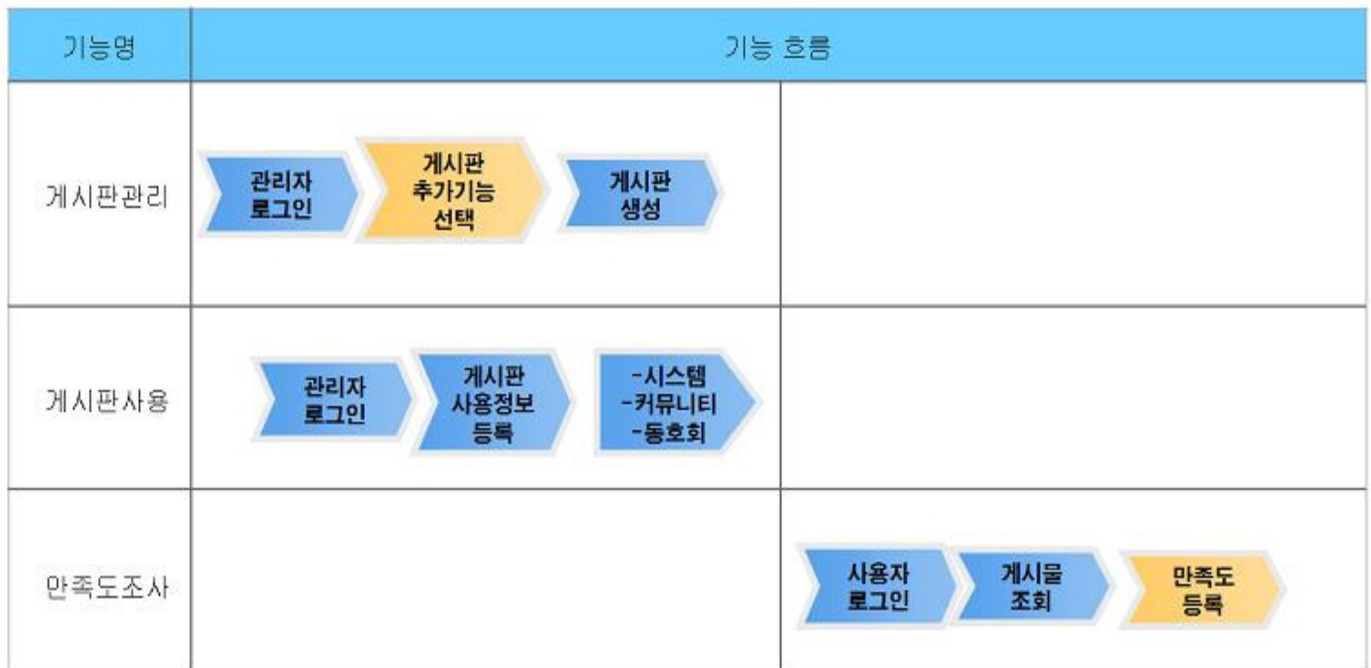 기능명
기능 흐름
게시판관리
관리자
로그인
게시판
추가기능
선택
게시판
생성
게시판사용
관리자
로그인
게시판
사용정보
등록
-시스템
-커뮤니티
-동호회
만족도조사
사용자
로그인
게시물
조회
만족도
등록